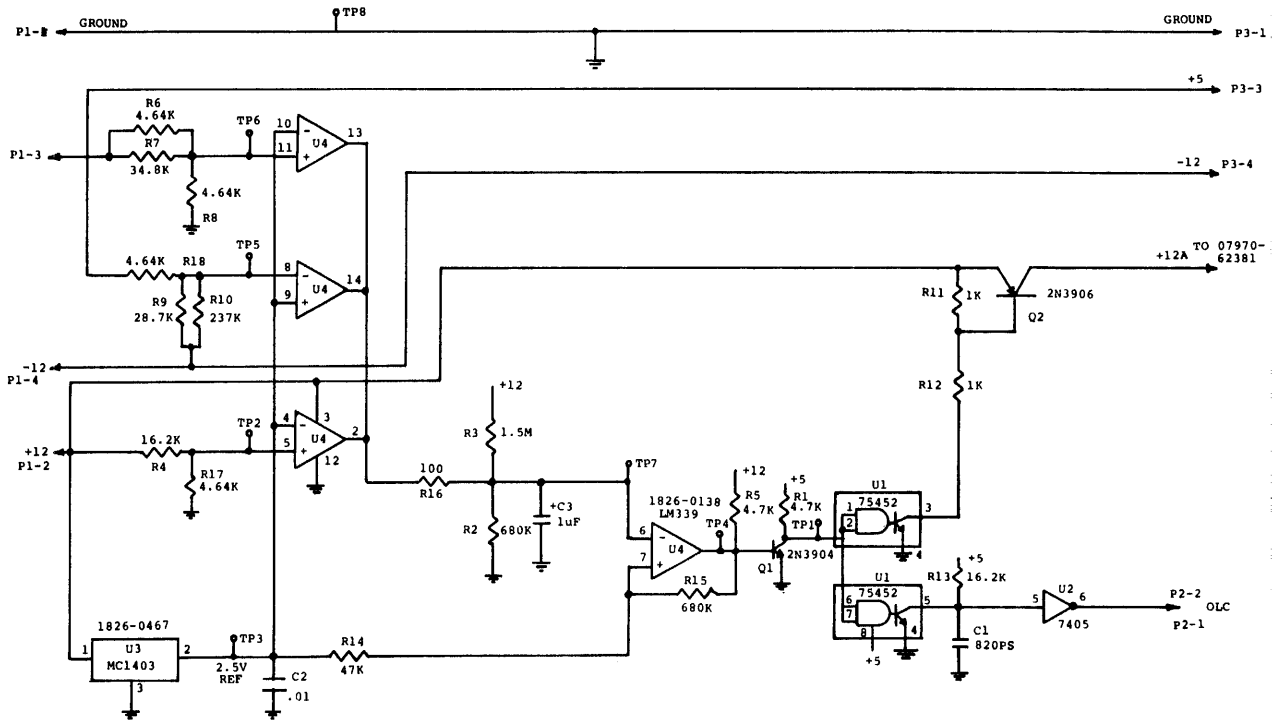 GROUND
TP8
GROUND
P3-1
+5
P3-3
R6
4.64K
R7
34.8K
P1-3
TP6
10
11
U4
13
4.64K
R8
-12
P3-4
4.64K
R18
TP5
8
9
U4
14
R9
28.7K
R10
237K
TO 07970-
62381
+12A
R11
1K
2N3906
Q2
-12
P1-4
R12
1K
+12
P1-2
16.2K
R4
TP2
R17
4.64K
4
5
3
U4
12
2
+12
R3
1.5M
100
R16
R2
680K
+C3
1uF
TP7
1826-0138
LM339
6
7
U4
+12
R5
4.7K
TP4
+5
R1
4.7K
TP1
Q1
2N3904
R15
680K
U1
75452
1
2
3
4
U1
75452
6
7
8
5
4
+5
+5
R13
16.2K
C1
820PS
5
U2
6
7405
P2-2
OLC
P2-1
1826-0467
1
U3
MC1403
2
3
TP3
2.5V
REF
C2
.01
R14
47K